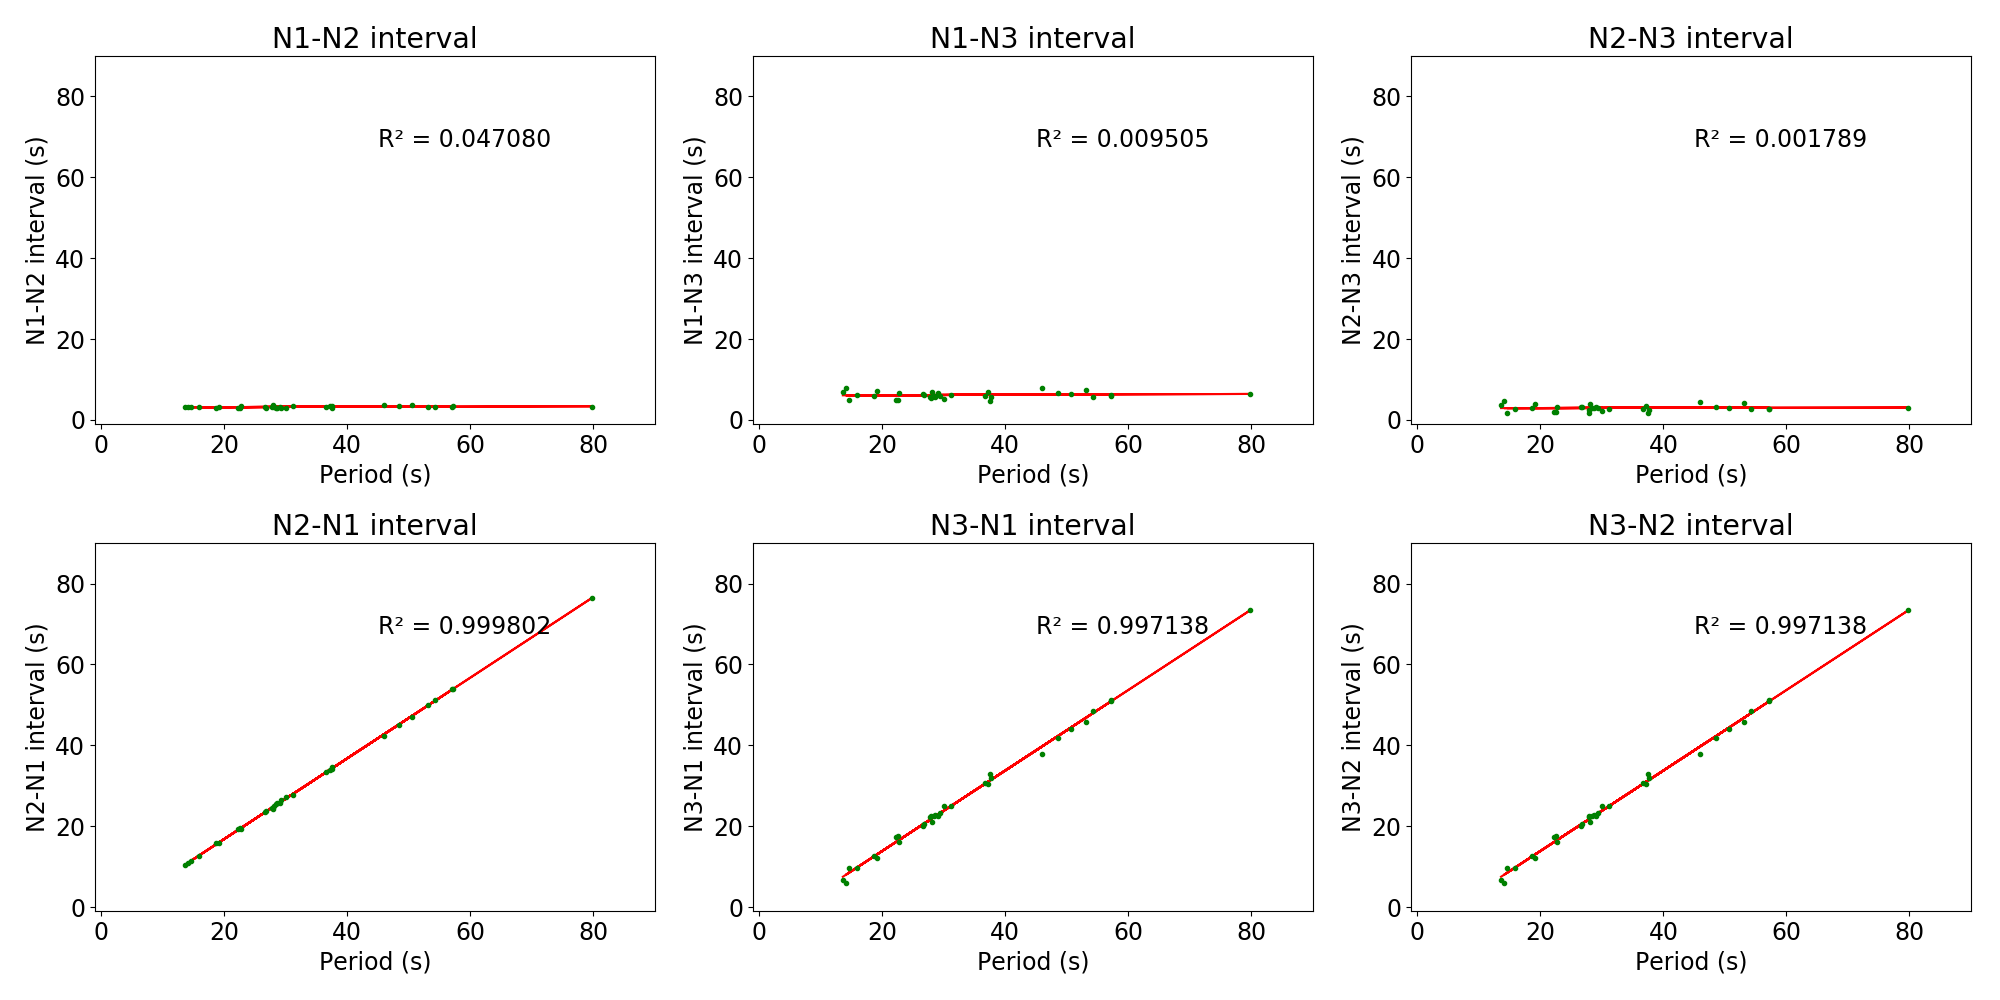 N1-N2 interval
N1-N2 interval (s)
80
60
40
20
0
R² = 0.047080
0 20 40 60 80
Period (s)
N1-N3 interval
N1-N3 interval (s)
80
60
40
20
0
R² = 0.009505
0 20 40 60 80
Period (s)
N2-N3 interval
N2-N3 interval (s)
80
60
40
20
0
R² = 0.001789
0 20 40 60 80
Period (s)
N2-N1 interval
N2-N1 interval (s)
80
60
40
20
0
R² = 0.999802
0 20 40 60 80
Period (s)
N3-N1 interval
N3-N1 interval (s)
80
60
40
20
0
R² = 0.997138
0 20 40 60 80
Period (s)
N3-N2 interval
N3-N2 interval (s)
80
60
40
20
0
R² = 0.997138
0 20 40 60 80
Period (s)